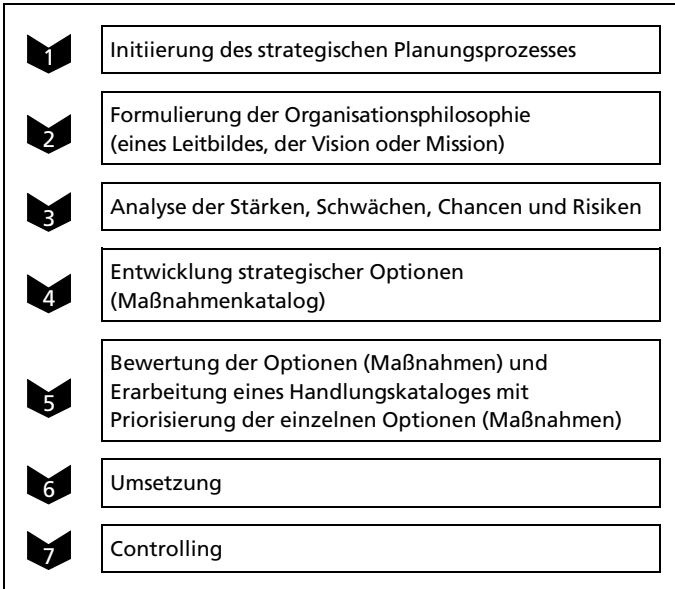 1 Initiierung des strategischen Planungsprozesses
2 Formulierung der Organisationsphilosophie
(eines Leitbildes, der Vision oder Mission)
3 Analyse der Stärken, Schwächen, Chancen und Risiken
4 Entwicklung strategischer Optionen
(Maßnahmenkatalog)
5 Bewertung der Optionen (Maßnahmen) und
Erarbeitung eines Handlungskataloges mit
Priorisierung der einzelnen Optionen (Maßnahmen)
6 Umsetzung
7 Controlling